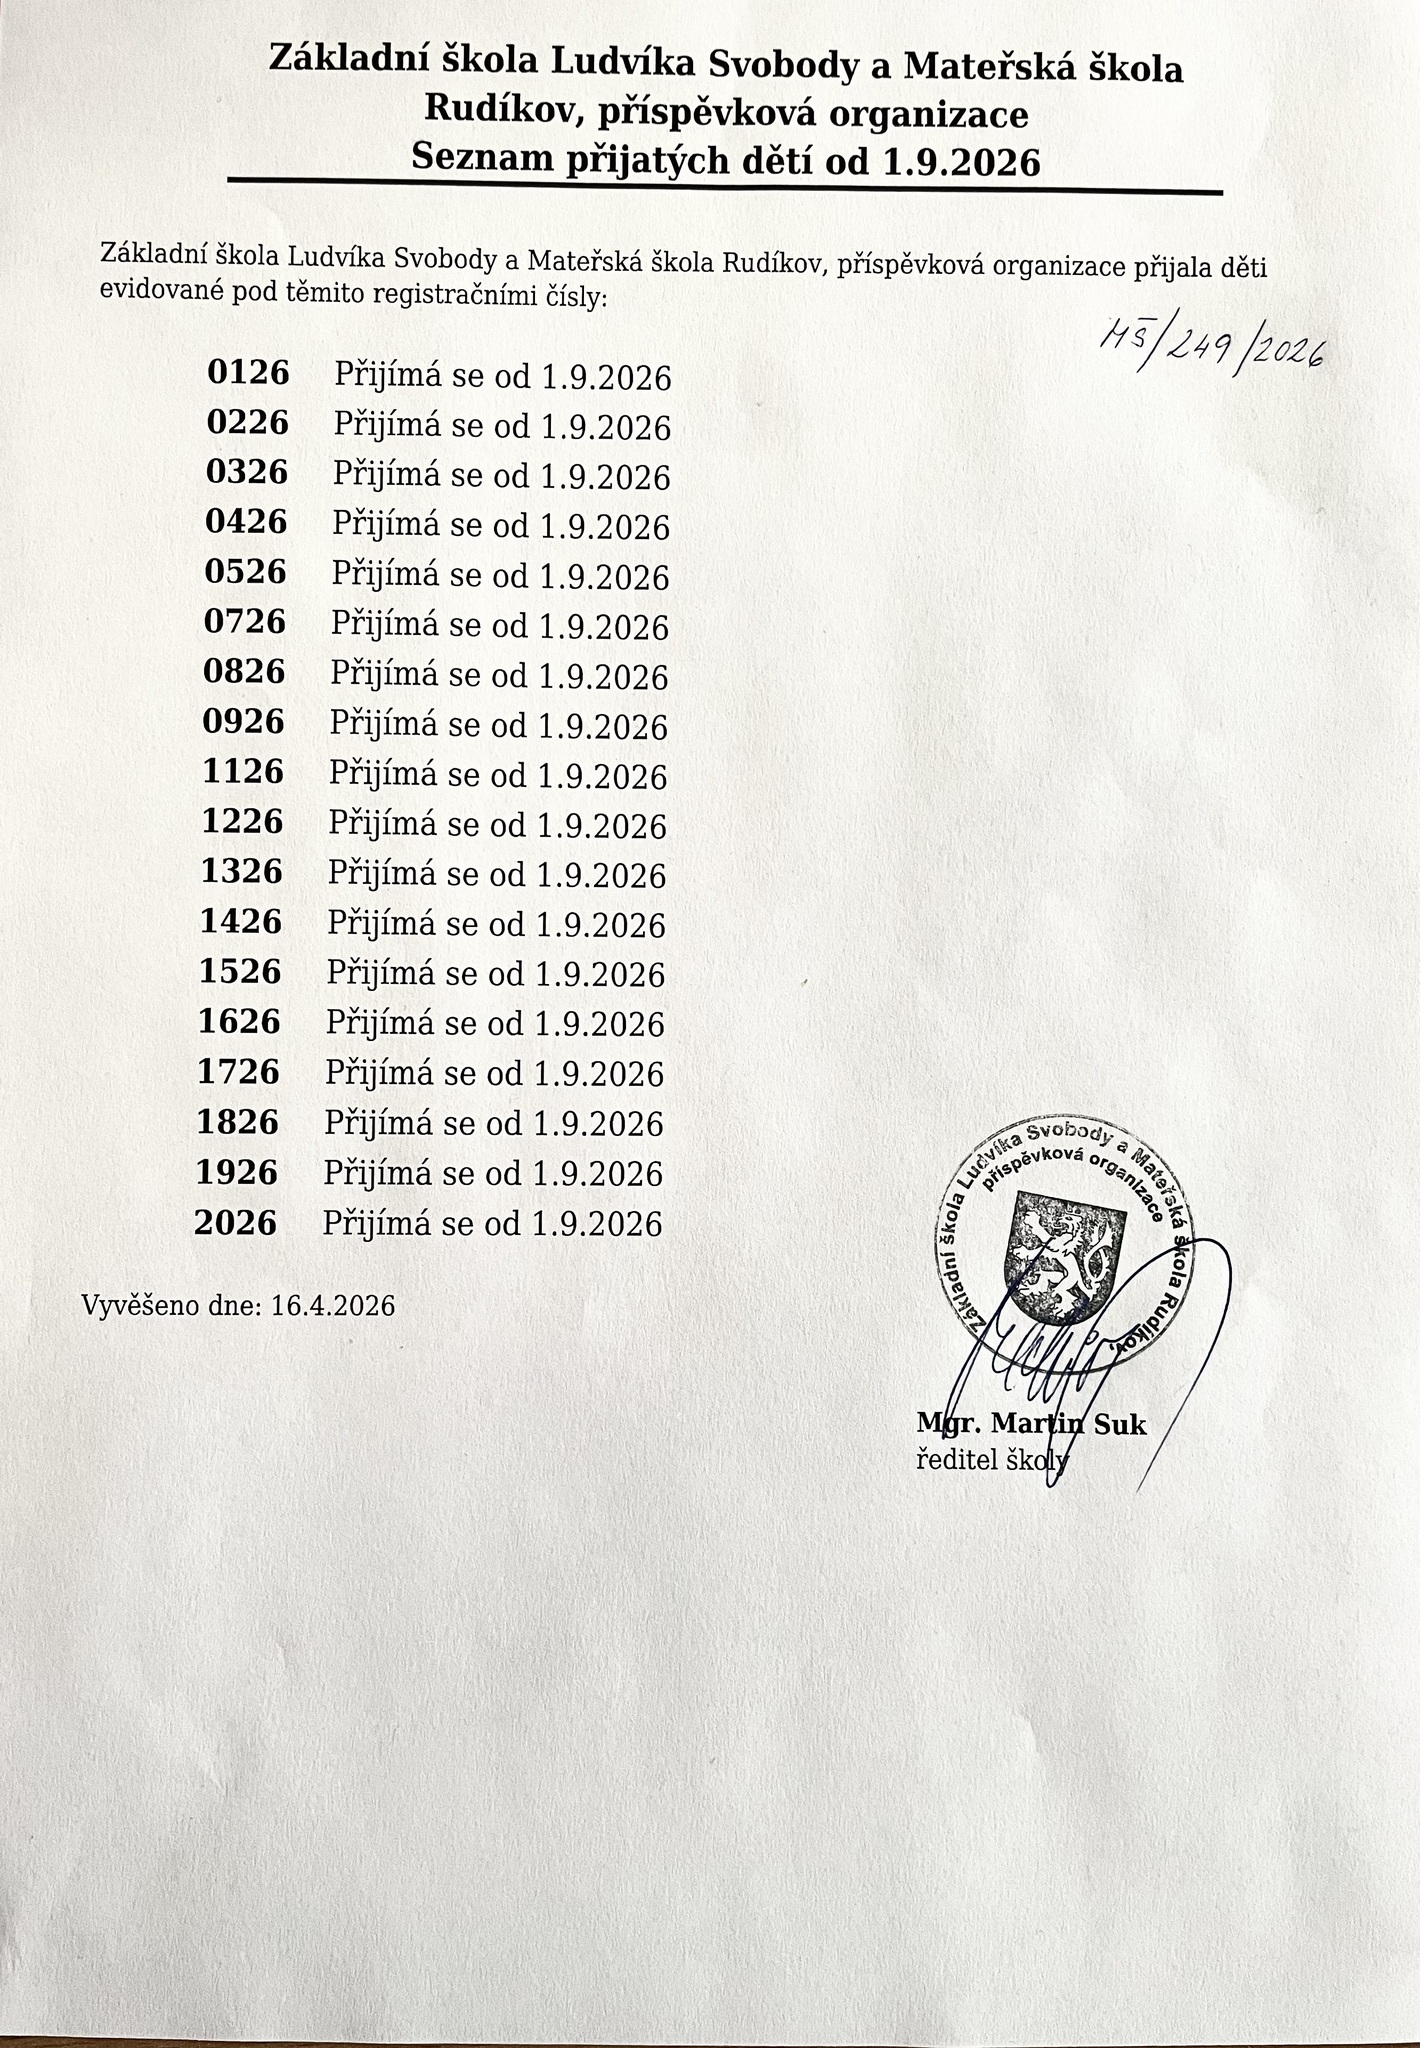 Základní škola Ludvíka Svobody a Mateřská škola
Rudíkov, příspěvková organizace
Seznam přijatých dětí od 1.9.2026
Základní škola Ludvíka Svobody a Mateřská škola Rudíkov, příspěvková organizace přijala děti
evidované pod těmito registračními čísly:
MŠ/249/2026
0126 Přijímá se od 1.9.2026
0226 Přijímá se od 1.9.2026
0326 Přijímá se od 1.9.2026
0426 Přijímá se od 1.9.2026
0526 Přijímá se od 1.9.2026
0726 Přijímá se od 1.9.2026
0826 Přijímá se od 1.9.2026
0926 Přijímá se od 1.9.2026
1126 Přijímá se od 1.9.2026
1226 Přijímá se od 1.9.2026
1326 Přijímá se od 1.9.2026
1426 Přijímá se od 1.9.2026
1526 Přijímá se od 1.9.2026
1626 Přijímá se od 1.9.2026
1726 Přijímá se od 1.9.2026
1826 Přijímá se od 1.9.2026
1926 Přijímá se od 1.9.2026
2026 Přijímá se od 1.9.2026
Vyvěšeno dne: 16.4.2026
Základní škola Ludvíka Svobody a Mateřská škola Rudíkov,
příspěvková organizace
Mgr. Martin Suk
ředitel školy